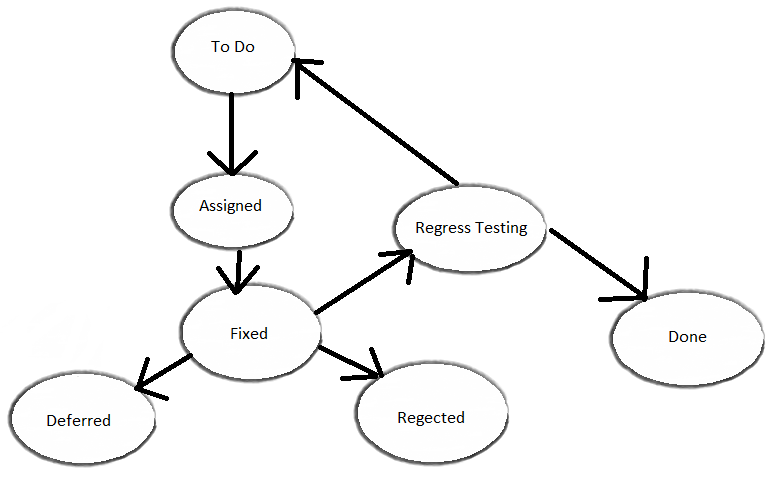 To Do
Assigned
Regress Testing
Fixed
Done
Deferred
Regected